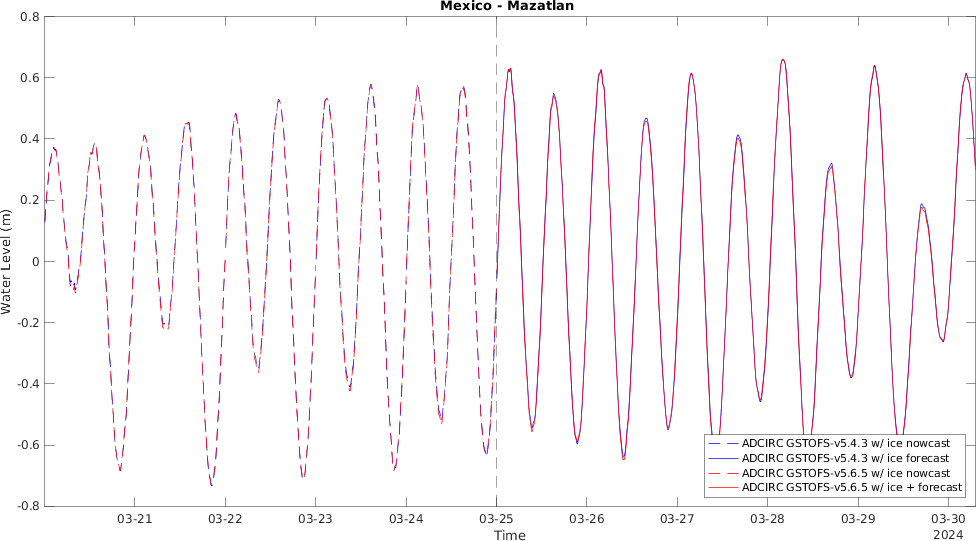 Mexico - Mazatlan
Water Level (m)
0.8
0.6
0.4
0.2
0
-0.2
-0.4
-0.6
-0.8
ADCIRC GSTOFS-v5.4.3 w/ ice nowcast
ADCIRC GSTOFS-v5.4.3 w/ ice forecast
ADCIRC GSTOFS-v5.6.5 w/ ice nowcast
ADCIRC GSTOFS-v5.6.5 w/ ice + forecast
03-21 03-22 03-23 03-24 03-25 03-26 03-27 03-28 03-29 03-30
Time
2024